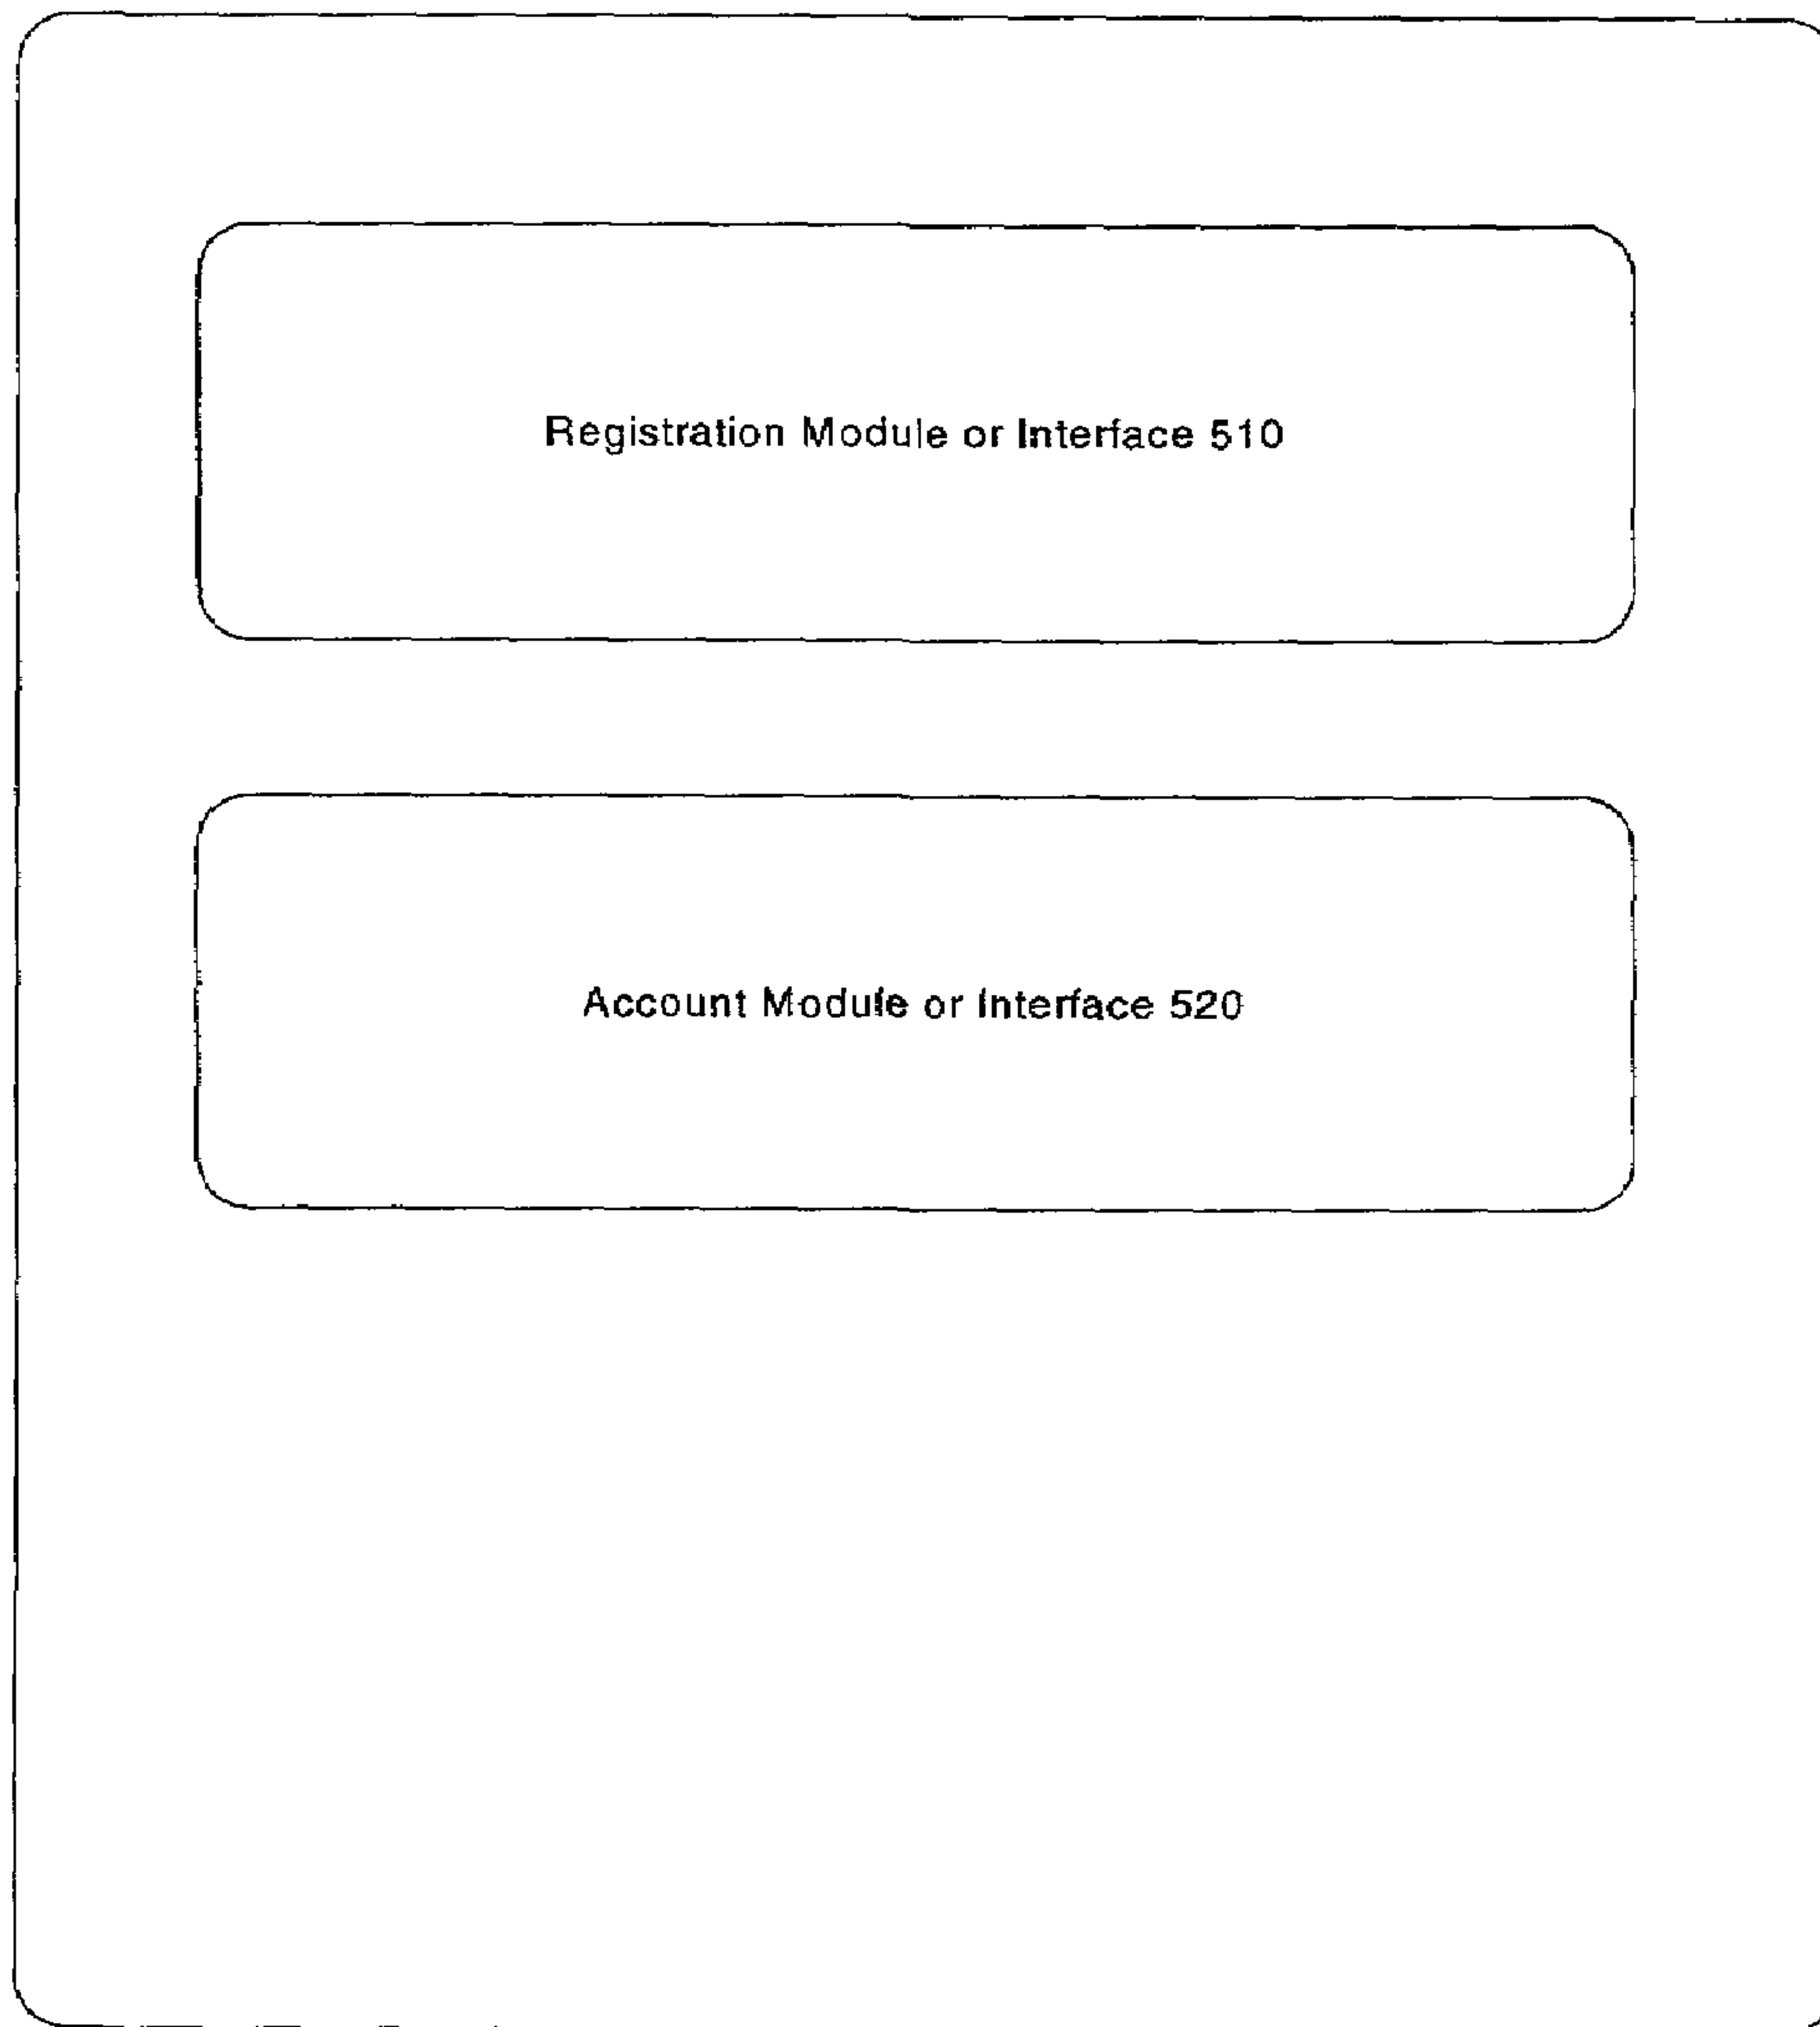 Registration Module or Interface 510
Account Module or Interface 520